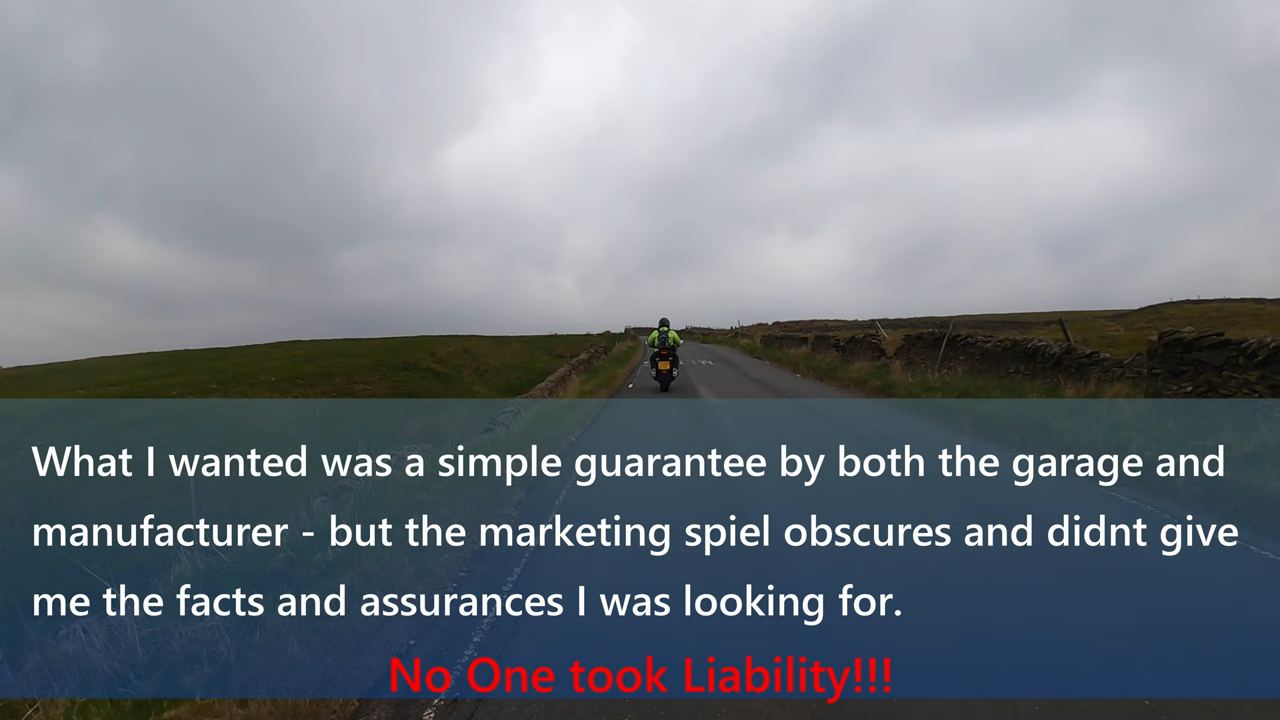 What I wanted was a simple guarantee by both the garage and
manufacturer - but the marketing spiel obscures and didnt give
me the facts and assurances I was looking for.
No One took Liability!!!